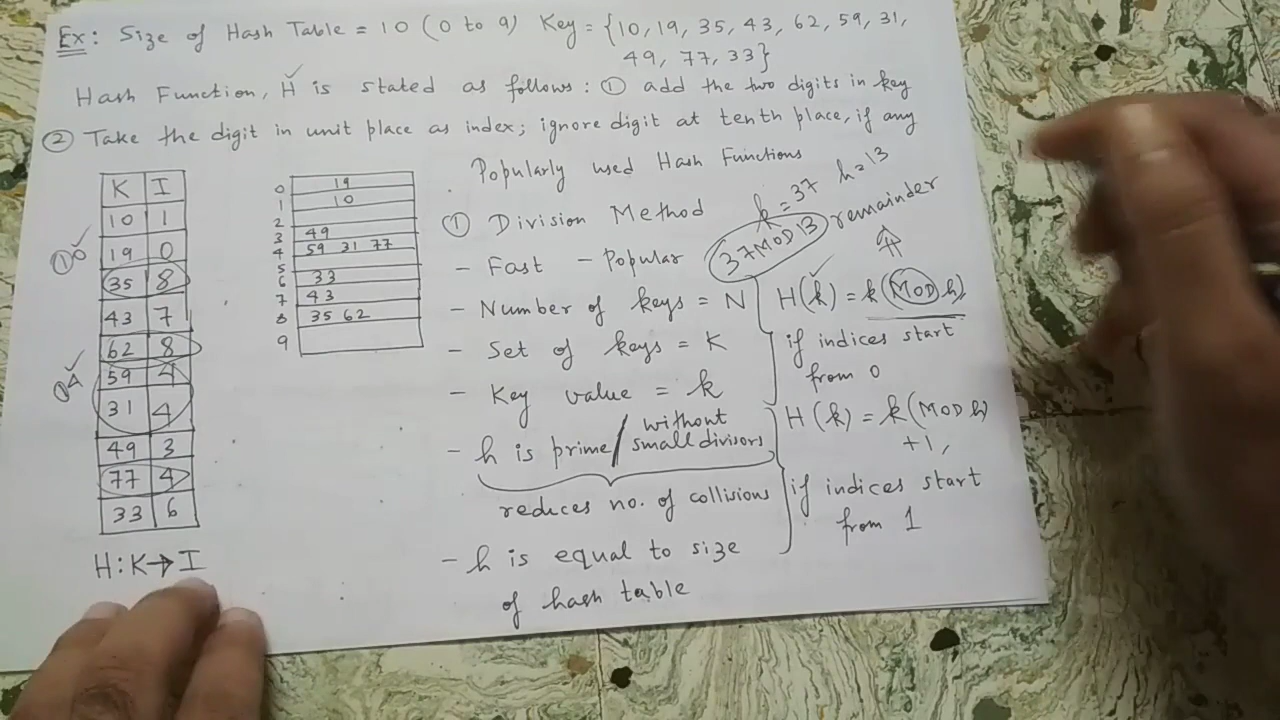 Ex: Size of Hash Table = 10 (0 to 9) Key = {10, 19, 35, 43, 62, 59, 31,
49, 77, 33}
Hash Function, H is stated as follows: ① add the two digits in key
② Take the digit in unit place as index; ignore digit at tenth place, if any
K I
10 1
19 0
35 8
43 7
62 8
59 4
31 4
49 3
77 4
33 6
H: K → I
10
14
0 19
1 10
2
3 49
4 59 31 77
5
6 33
7 43
8 35 62
9
Popularly used Hash Functions
① Division Method
- Fast - Popular
- Number of keys = N
- Set of keys = K
- Key value = k
- h is prime/ without
small divisors
reduces no. of collisions
- h is equal to size
of hash table
k = 37 h = 13
37 MOD 13 remainder
H(k) = k (MOD h)
if indices start
from 0
H(k) = k (MOD h)
+1,
if indices start
from 1